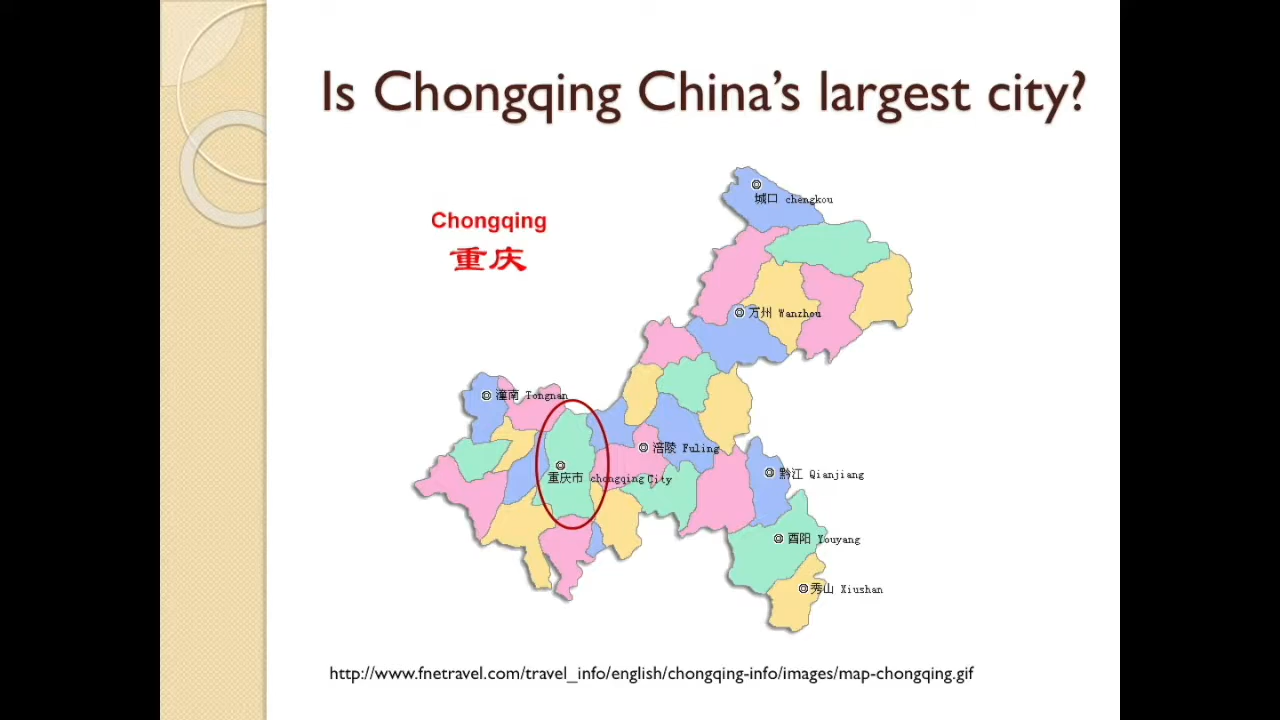 Is Chongqing China's largest city?
Chongqing
重庆
城口 chengkou
万州 Wanzhou
潼南 Tongnan
涪陵 Fuling
重庆市 chongqing City
黔江 Qianjiang
酉阳 Youyang
秀山 Xiushan
http://www.fnetravel.com/travel_info/english/chongqing-info/images/map-chongqing.gif